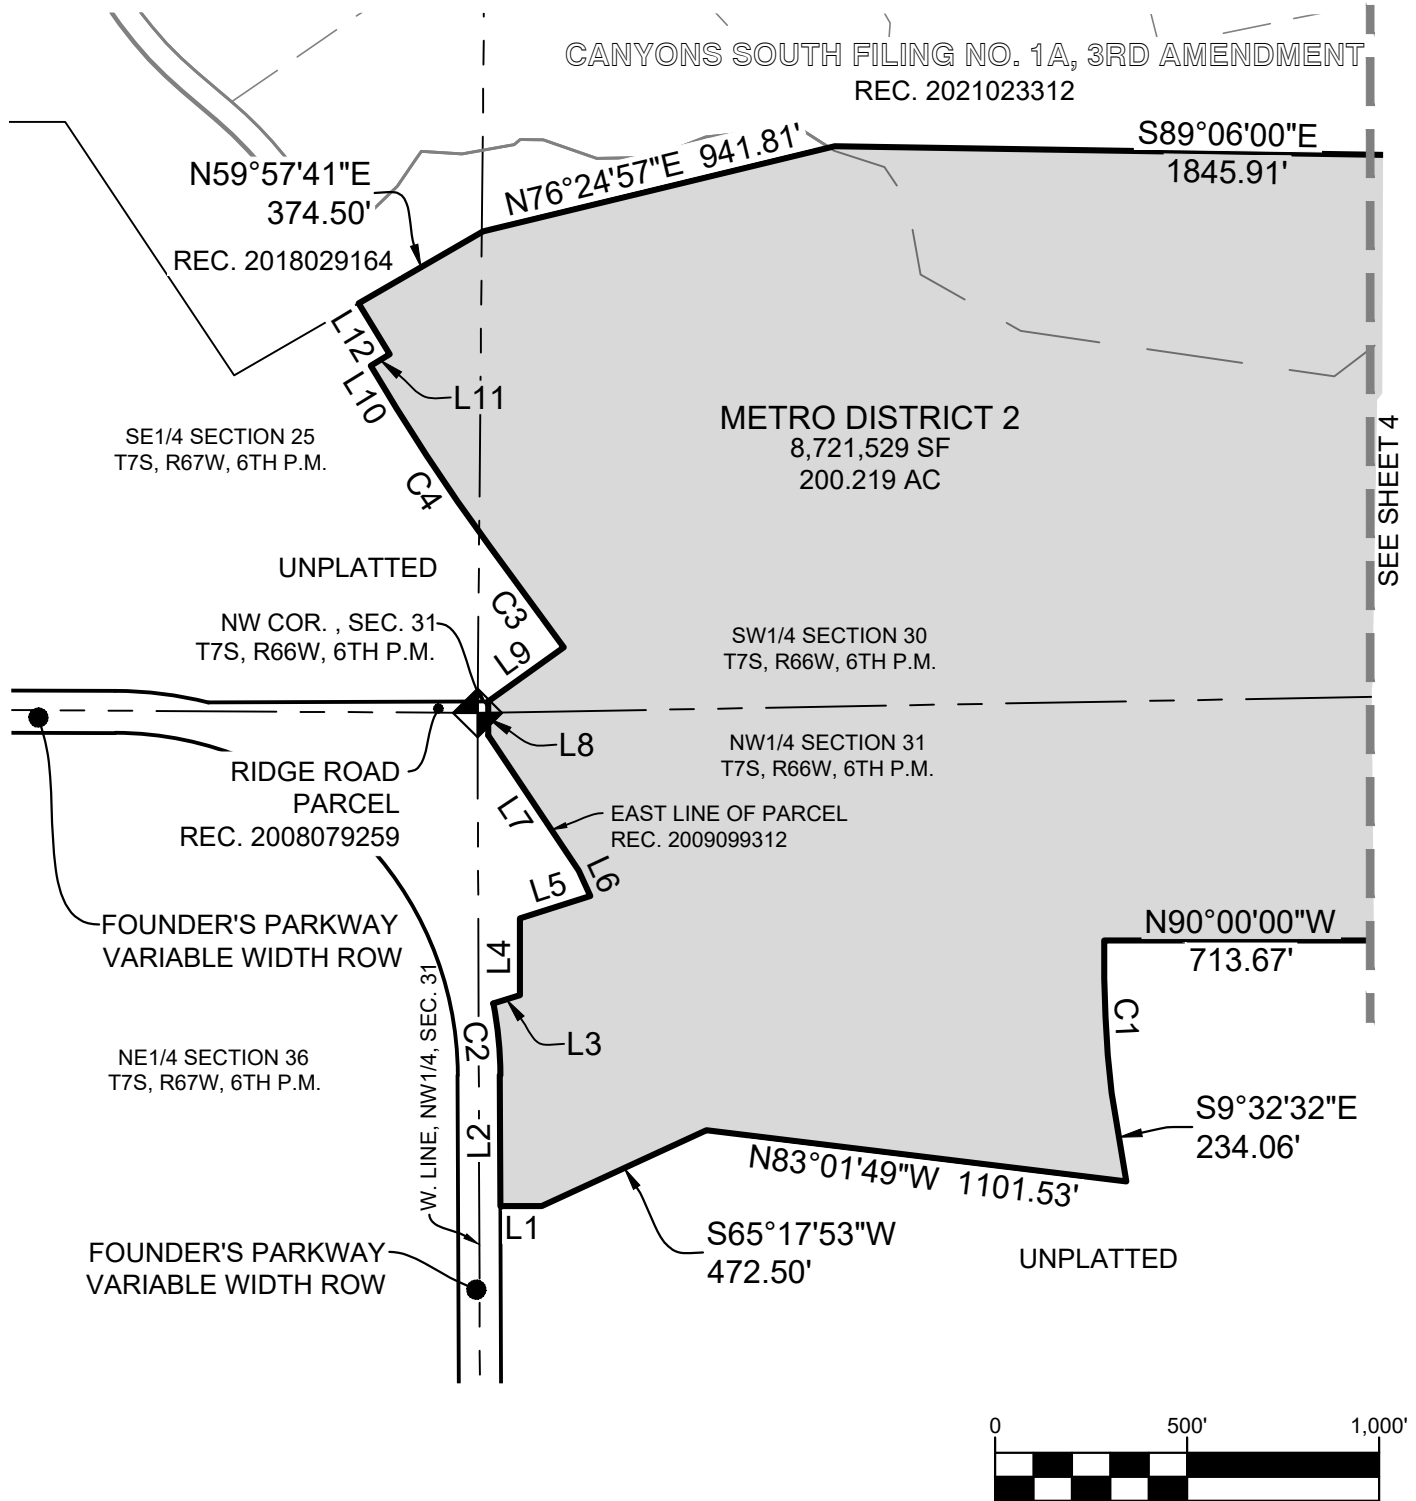 CANYONS SOUTH FILING NO. 1A, 3RD AMENDMENT
REC. 2021023312
S89°06'00"E
1845.91'
N76°24'57"E 941.81'
N59°57'41"E
374.50'
REC. 2018029164
L12
L11
L10
METRO DISTRICT 2
8,721,529 SF
200.219 AC
SE1/4 SECTION 25
T7S, R67W, 6TH P.M.
SEE SHEET 4
C4
UNPLATTED
C3
NW COR. , SEC. 31
T7S, R66W, 6TH P.M.
L9
SW1/4 SECTION 30
T7S, R66W, 6TH P.M.
L8
NW1/4 SECTION 31
T7S, R66W, 6TH P.M.
RIDGE ROAD
PARCEL
REC. 2008079259
L7
EAST LINE OF PARCEL
REC. 2009099312
L6
L5
FOUNDER'S PARKWAY
VARIABLE WIDTH ROW
L4
N90°00'00"W
713.67'
W. LINE, NW1/4, SEC. 31
C2
L3
C1
NE1/4 SECTION 36
T7S, R67W, 6TH P.M.
S9°32'32"E
234.06'
L2
N83°01'49"W 1101.53'
L1
S65°17'53"W
472.50'
UNPLATTED
FOUNDER'S PARKWAY
VARIABLE WIDTH ROW
0 500' 1,000'